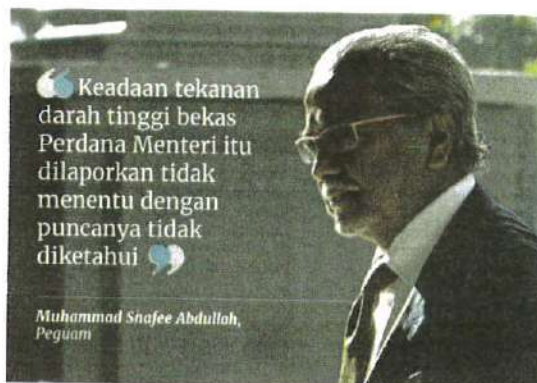 Keadaan tekanan
darah tinggi bekas
Perdana Menteri itu
dilaporkan tidak
menentu dengan
puncanya tidak
diketahui
Muhammad Shafee Abdullah,
Peguam